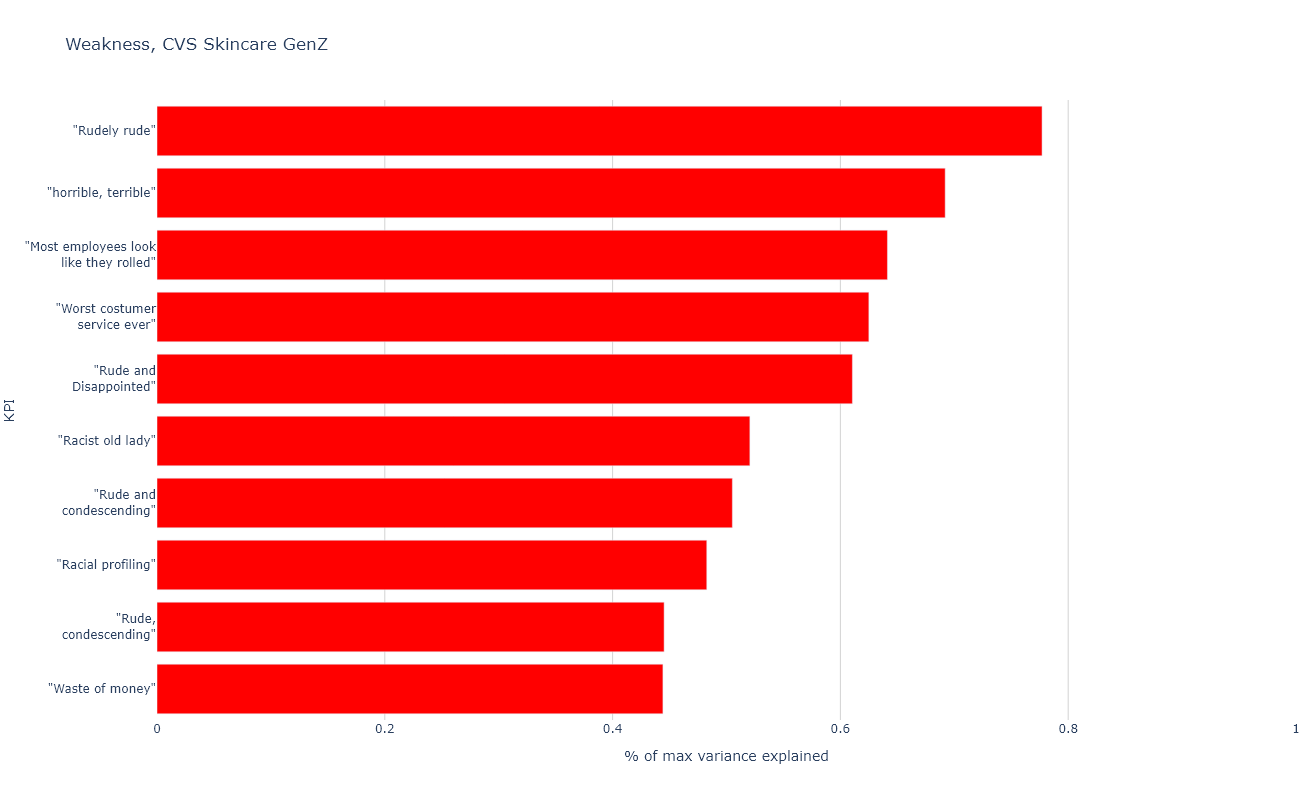 Weakness, CVS Skincare GenZ
"Rudely rude"
"horrible, terrible"
"Most employees look
like they rolled"
"Worst costumer
service ever"
"Rude and
Disappointed"
"Racist old lady"
"Rude and
condescending"
"Racial profiling"
"Rude,
condescending"
"Waste of money"
KPI
0 0.2 0.4 0.6 0.8 1
% of max variance explained